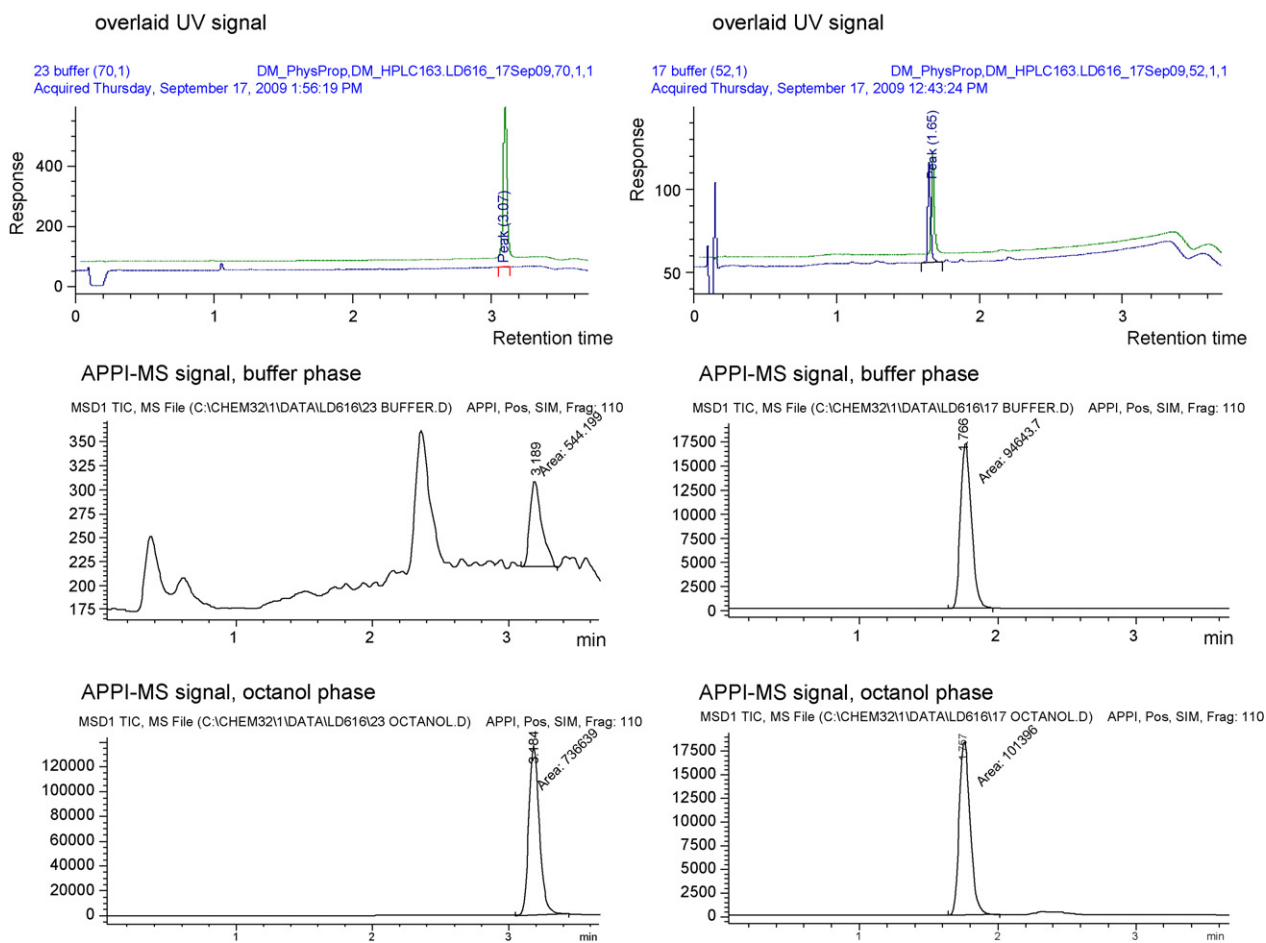 overlaid UV signal
23 buffer (70,1) DM_PhysProp,DM_HPLC163.LD616_17Sep09,70,1,1
Acquired Thursday, September 17, 2009 1:56:19 PM
Response
400
200
0
Peak (3.07)
0 1 2 3
Retention time
overlaid UV signal
17 buffer (52,1) DM_PhysProp,DM_HPLC163.LD616_17Sep09,52,1,1
Acquired Thursday, September 17, 2009 12:43:24 PM
Response
100
50
Peak (1.65)
0 1 2 3
Retention time
APPI-MS signal, buffer phase
MSD1 TIC, MS File (C:\CHEM32\1\DATA\LD616\23 BUFFER.D) APPI, Pos, SIM, Frag: 110
350
325
300
275
250
225
200
175
3.189
Area: 544.199
1 2 3 min
APPI-MS signal, buffer phase
MSD1 TIC, MS File (C:\CHEM32\1\DATA\LD616\17 BUFFER.D) APPI, Pos, SIM, Frag: 110
17500
15000
12500
10000
7500
5000
2500
0
1.766
Area: 94643.7
1 2 3 min
APPI-MS signal, octanol phase
MSD1 TIC, MS File (C:\CHEM32\1\DATA\LD616\23 OCTANOL.D) APPI, Pos, SIM, Frag: 110
120000
100000
80000
60000
40000
20000
0
3.184
Area: 736639
1 2 3 min
APPI-MS signal, octanol phase
MSD1 TIC, MS File (C:\CHEM32\1\DATA\LD616\17 OCTANOL.D) APPI, Pos, SIM, Frag: 110
17500
15000
12500
10000
7500
5000
2500
0
1.757
Area: 101396
1 2 3 min